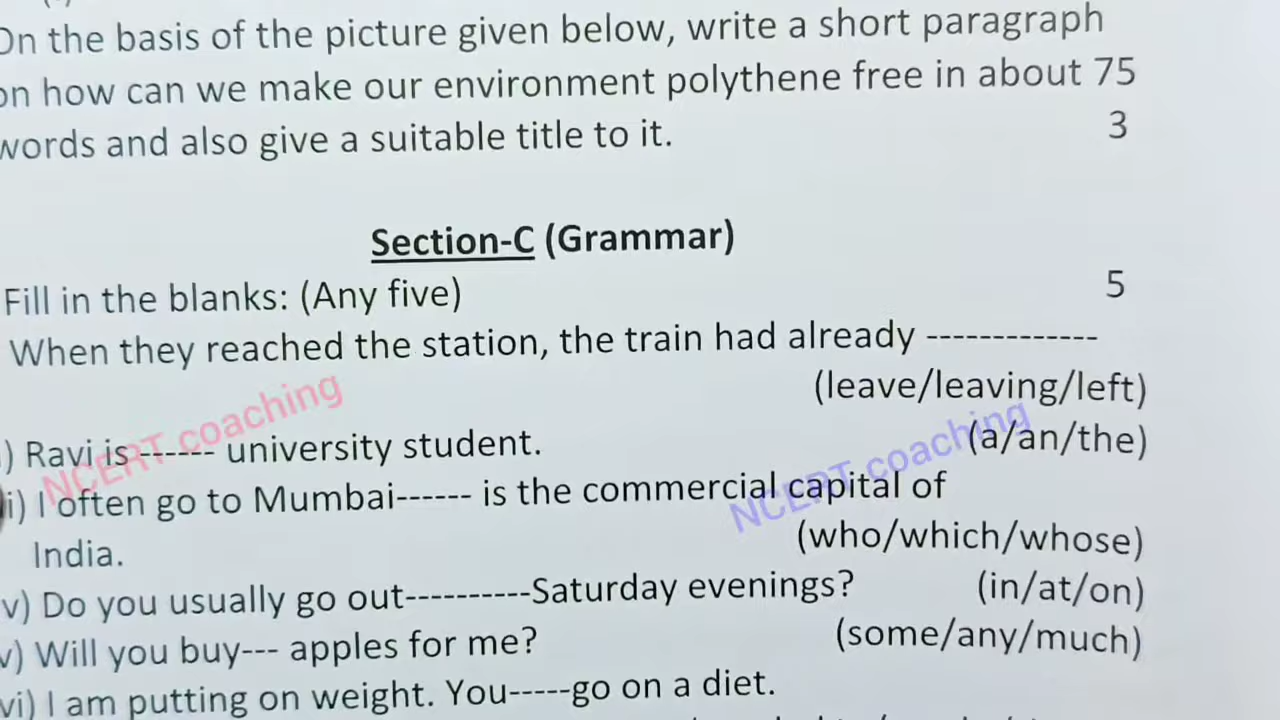 On the basis of the picture given below, write a short paragraph
on how can we make our environment polythene free in about 75
words and also give a suitable title to it. 3
Section-C (Grammar)
Fill in the blanks: (Any five) 5
When they reached the station, the train had already -------------
(leave/leaving/left)
) Ravi is ------ university student. (a/an/the)
i) I often go to Mumbai------ is the commercial capital of
India. (who/which/whose)
v) Do you usually go out----------Saturday evenings? (in/at/on)
v) Will you buy--- apples for me? (some/any/much)
vi) I am putting on weight. You-----go on a diet.
NCERT coaching
NCERT coaching